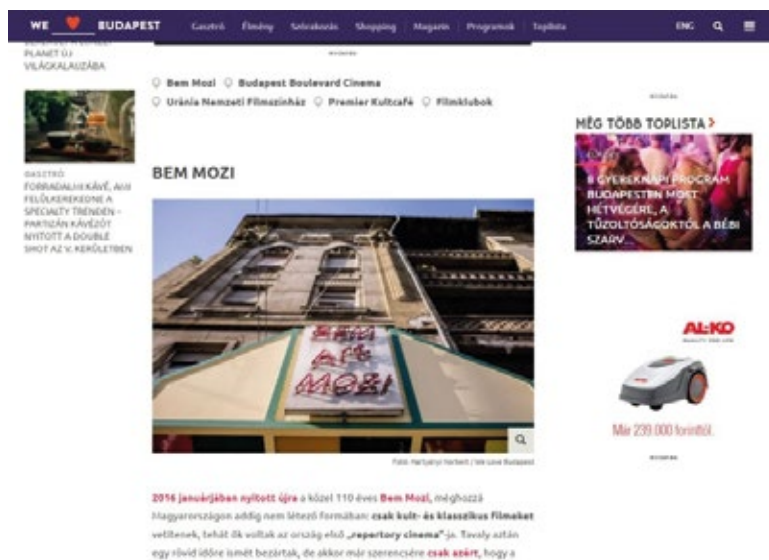 WE BUDAPEST
Gasztró Élmény Szórakozás Shopping Magazin Programok Toplista
ENG
PLANET ÚJ
VILÁGKALAUZÁBA
GASZTRÓ
FORRADALMI KÁVÉ, AMI
FELÜLKEREKEDNE A
SPECIALTY TRENDEN –
PARTIZÁN KÁVÉZÓT
NYITOTT A DOUBLE
SHOT AZ V. KERÜLETBEN
Bem Mozi Budapest Boulevard Cinema
Uránia Nemzeti Filmszínház Premier Kultcafé Filmklubok
BEM MOZI
BEM
ART
MOZI
Fotó: Hartyányi Norbert / We Love Budapest
2016 januárjában nyitott újra a közel 110 éves Bem Mozi, méghozzá
Magyarországon addig nem létező formában: csak kult- és klasszikus filmeket
vetítenek, tehát ők voltak az ország első „repertory cinema”-ja. Tavaly aztán
egy rövid időre ismét bezártak, de akkor már szerencsére csak azért, hogy a
MÉG TÖBB TOPLISTA
GYEREKNAPI PROGRAM
BUDAPESTEN MOST
HÉTVÉGÉRE, A
TŰZOLTÓSÁGOKTÓL A BÉBI
SZARV...
AL-KO
QUALITY FOR LIFE
Már 239.000 forinttól.